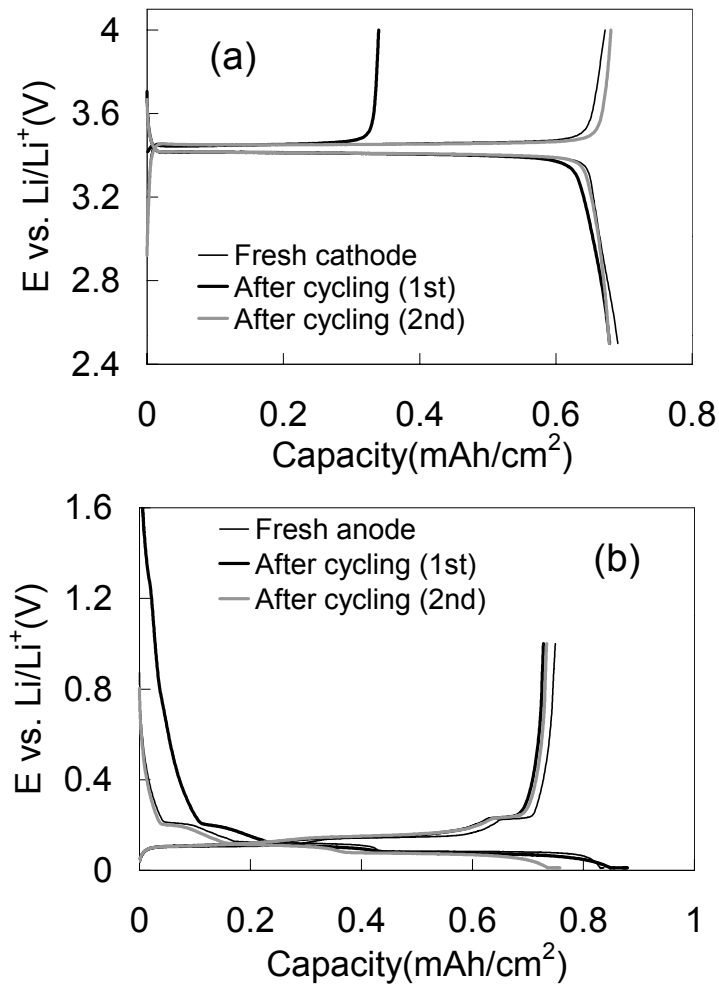 (a)
4
3.6
3.2
2.8
2.4
E vs. Li/Li⁺(V)
Fresh cathode
After cycling (1st)
After cycling (2nd)
0 0.2 0.4 0.6 0.8
Capacity(mAh/cm²)
(b)
1.6
1.2
0.8
0.4
0
E vs. Li/Li⁺(V)
Fresh anode
After cycling (1st)
After cycling (2nd)
0 0.2 0.4 0.6 0.8 1
Capacity(mAh/cm²)